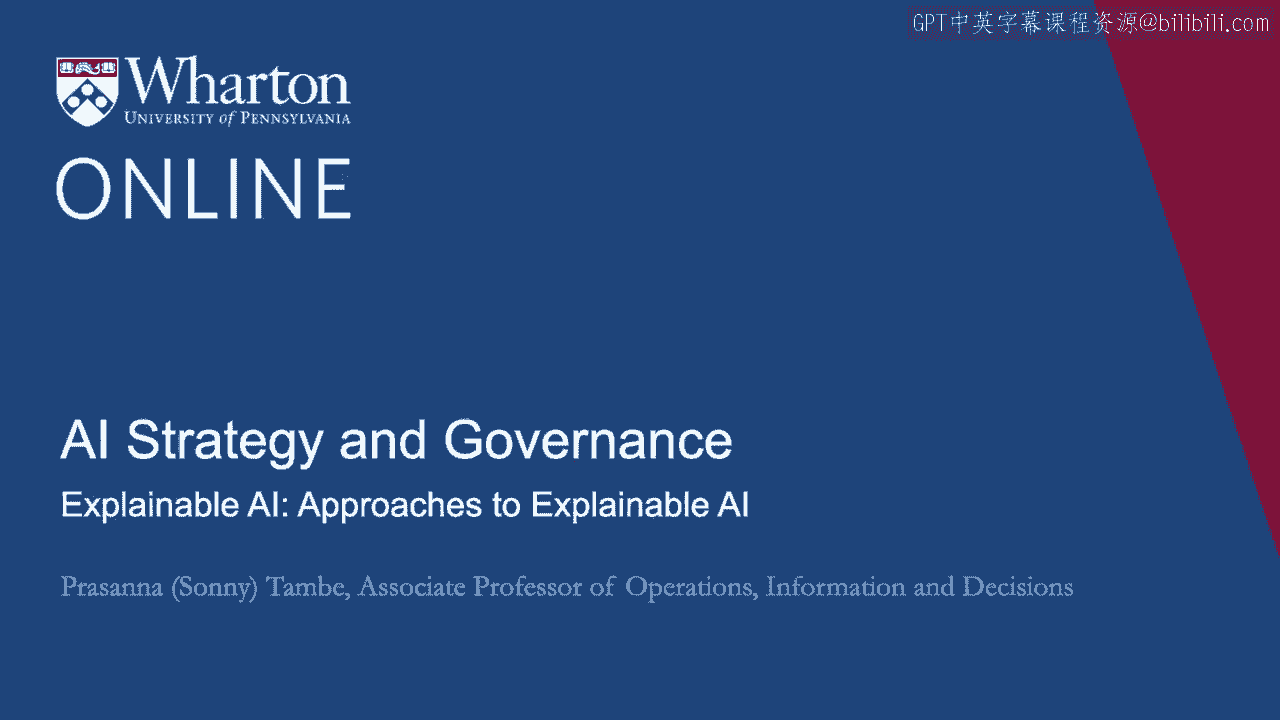 GPT中英字幕课程资源@bilibili.com
Wharton
UNIVERSITY of PENNSYLVANIA
ONLINE
AI Strategy and Governance
Explainable AI: Approaches to Explainable AI
Prasanna (Sonny) Tambe, Associate Professor of Operations, Information and Decisions